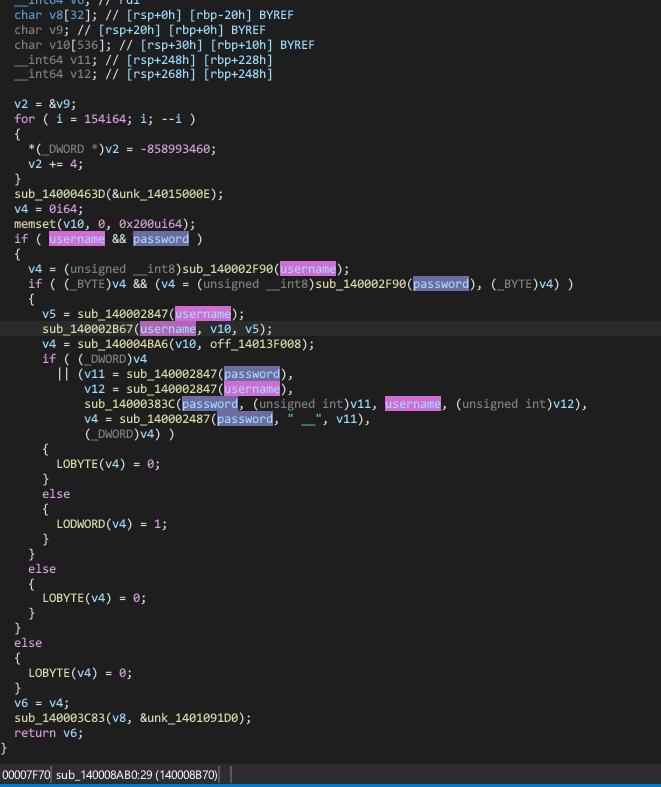 char v8[32]; // [rsp+0h] [rbp-20h] BYREF
char v9; // [rsp+20h] [rbp+0h] BYREF
char v10[536]; // [rsp+30h] [rbp+10h] BYREF
__int64 v11; // [rsp+248h] [rbp+228h]
__int64 v12; // [rsp+268h] [rbp+248h]
v2 = &v9;
for ( i = 154i64; i; --i )
{
*(_DWORD *)v2 = -858993460;
v2 += 4;
}
sub_14000463D(&unk_14015000E);
v4 = 0i64;
memset(v10, 0, 0x200ui64);
if ( username && password )
{
v4 = (unsigned __int8)sub_140002F90(username);
if ( (_BYTE)v4 && (v4 = (unsigned __int8)sub_140002F90(password), (_BYTE)v4) )
{
v5 = sub_140002847(username);
sub_140002B67(username, v10, v5);
v4 = sub_140004BA6(v10, off_14013F008);
if ( (_DWORD)v4
|| (v11 = sub_140002847(password),
v12 = sub_140002847(username),
sub_14000383C(password, (unsigned int)v11, username, (unsigned int)v12),
v4 = sub_140002487(password, " __", v11),
(_DWORD)v4) )
{
LOBYTE(v4) = 0;
}
else
{
LODWORD(v4) = 1;
}
}
else
{
LOBYTE(v4) = 0;
}
}
else
{
LOBYTE(v4) = 0;
}
v6 = v4;
sub_140003C83(v8, &unk_1401091D0);
return v6;
}
00007F70 sub_140008AB0:29 (140008B70)